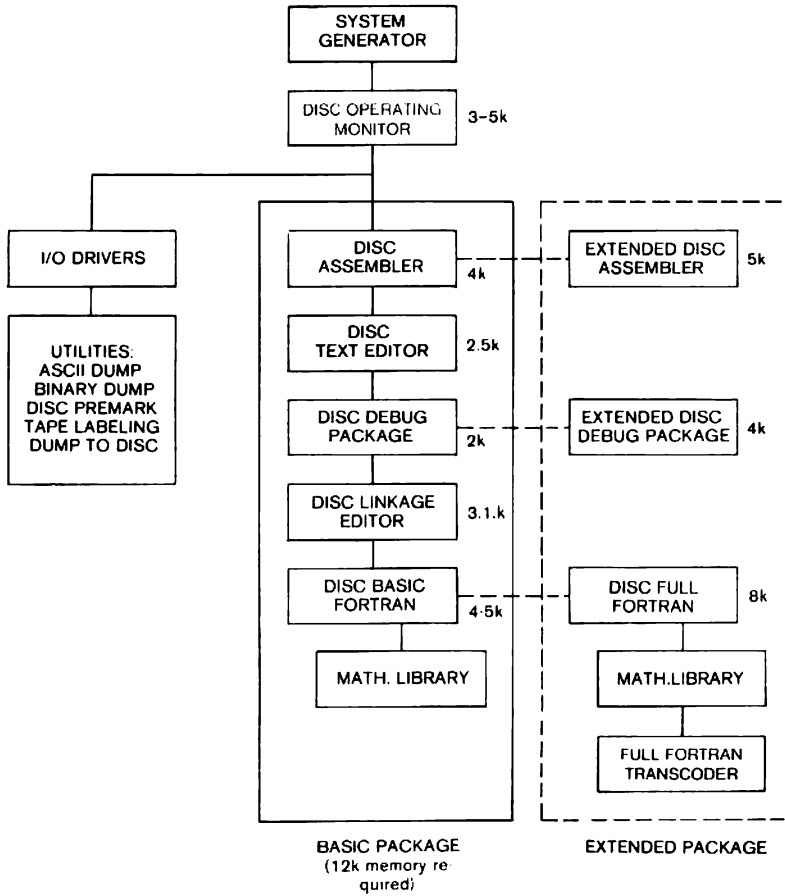 SYSTEM
GENERATOR
DISC OPERATING
MONITOR
3-5k
I/O DRIVERS
UTILITIES:
ASCII DUMP
BINARY DUMP
DISC PREMARK
TAPE LABELING
DUMP TO DISC
DISC
ASSEMBLER
4k
DISC
TEXT EDITOR
2.5k
DISC DEBUG
PACKAGE
2k
DISC LINKAGE
EDITOR
3.1.k
DISC BASIC
FORTRAN
4·5k
MATH. LIBRARY
BASIC PACKAGE
(12k memory re-
quired)
EXTENDED DISC
ASSEMBLER
5k
EXTENDED DISC
DEBUG PACKAGE
4k
DISC FULL
FORTRAN
8k
MATH.LIBRARY
FULL FORTRAN
TRANSCODER
EXTENDED PACKAGE